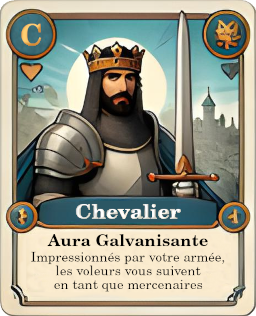 C
Chevalier
Aura Galvanisante
Impressionnés par votre armée,
les voleurs vous suivent
en tant que mercenaires